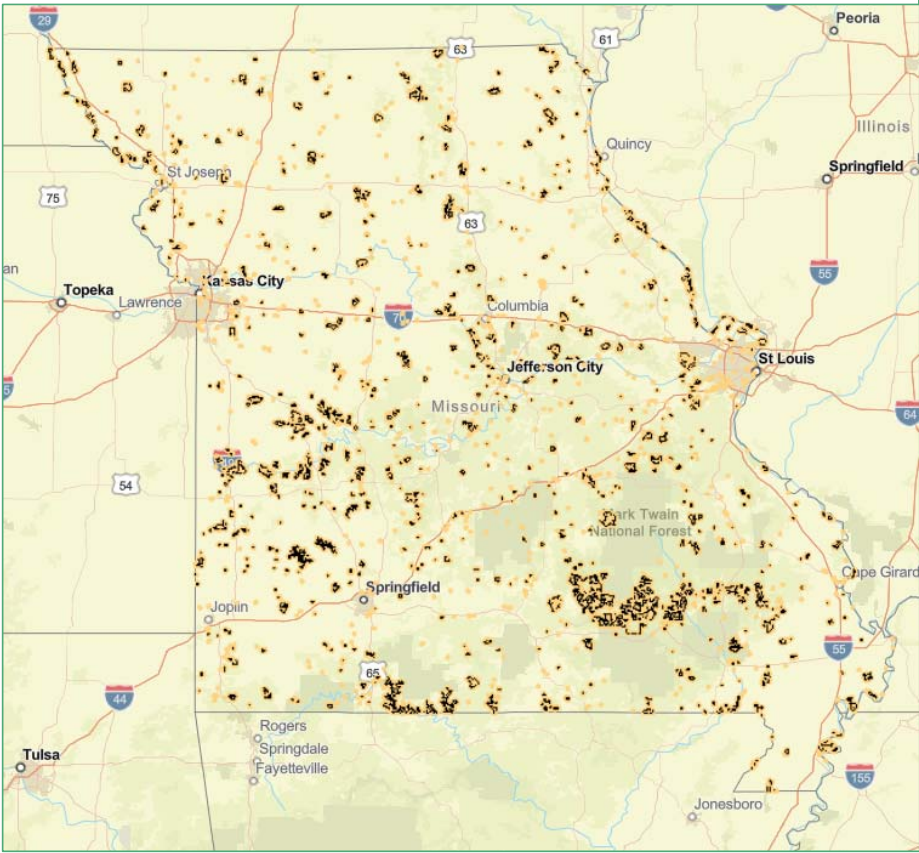 29
63
61
Peoria
Illinois
Quincy
Springfield
St Joseph
75
63
an
Topeka
Lawrence
Kansas City
70
Columbia
55
Jefferson City
St Louis
5
Missouri
64
54
Mark Twain
National Forest
Cape Girard
Springfield
Joplin
55
65
44
Rogers
Springdale
Fayetteville
Tulsa
155
Jonesboro